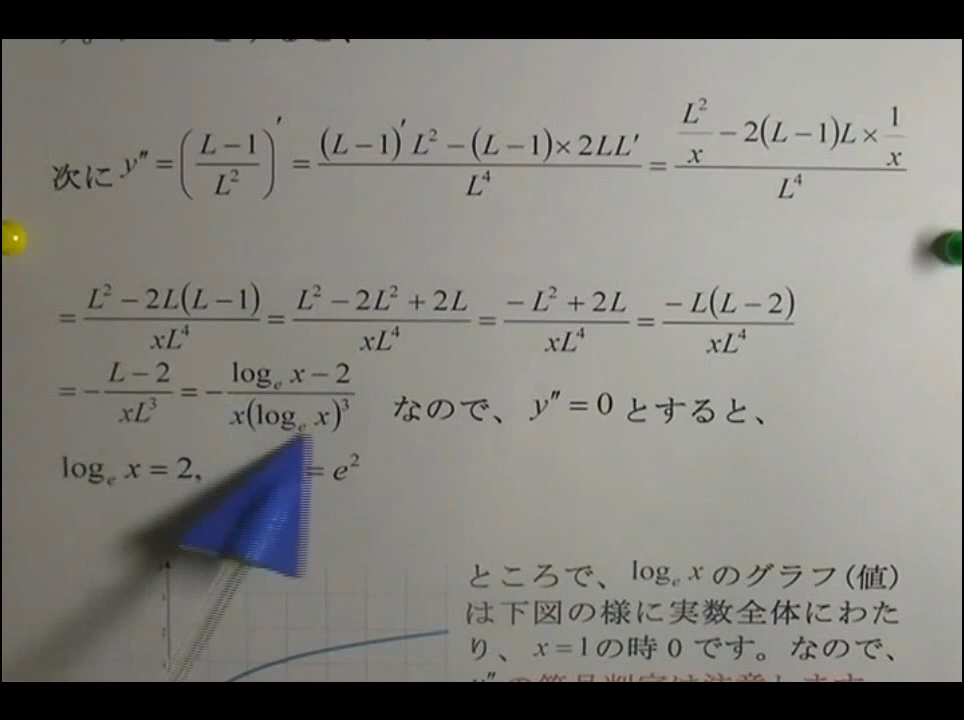 次に y″ = ((L−1)/L²)′ = ((L−1)′L²−(L−1)×2LL′)/L⁴ = (L²/x − 2(L−1)L×1/x)/L⁴
= (L²−2L(L−1))/xL⁴ = (L²−2L²+2L)/xL⁴ = (−L²+2L)/xL⁴ = (−L(L−2))/xL⁴
= −(L−2)/xL³ = −(logₑ x−2)/(x(logₑ x)³) なので、 y″ = 0 とすると、
logₑ x = 2, = e²
ところで、logₑ x のグラフ(値)
は下図の様に実数全体にわた
り、 x = 1の時 0 です。なので、